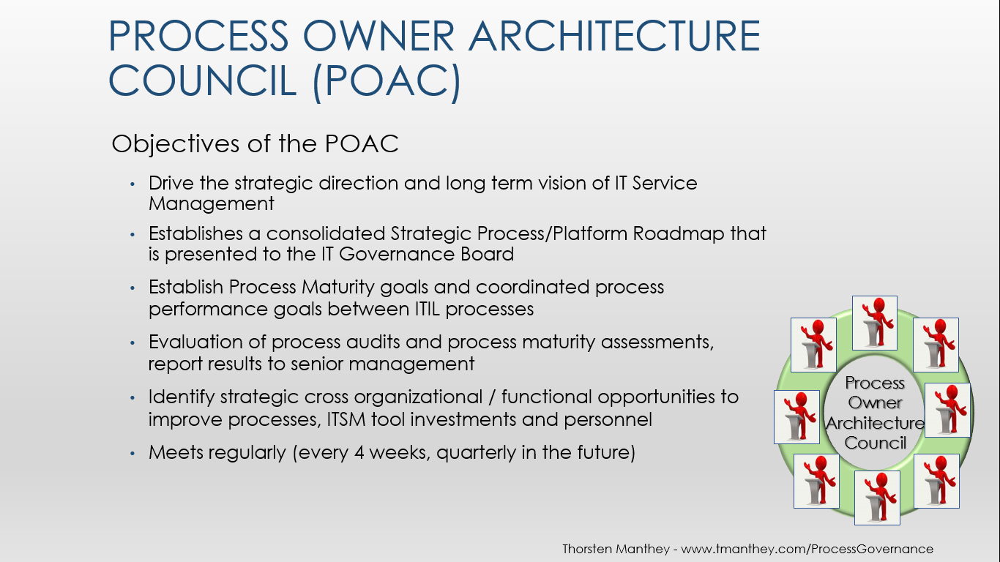 PROCESS OWNER ARCHITECTURE
COUNCIL (POAC)
Objectives of the POAC
• Drive the strategic direction and long term vision of IT Service
Management
• Establishes a consolidated Strategic Process/Platform Roadmap that
is presented to the IT Governance Board
• Establish Process Maturity goals and coordinated process
performance goals between ITIL processes
• Evaluation of process audits and process maturity assessments,
report results to senior management
• Identify strategic cross organizational / functional opportunities to
improve processes, ITSM tool investments and personnel
• Meets regularly (every 4 weeks, quarterly in the future)
Process
Owner
Architecture
Council
Thorsten Manthey - www.tmanthey.com/ProcessGovernance